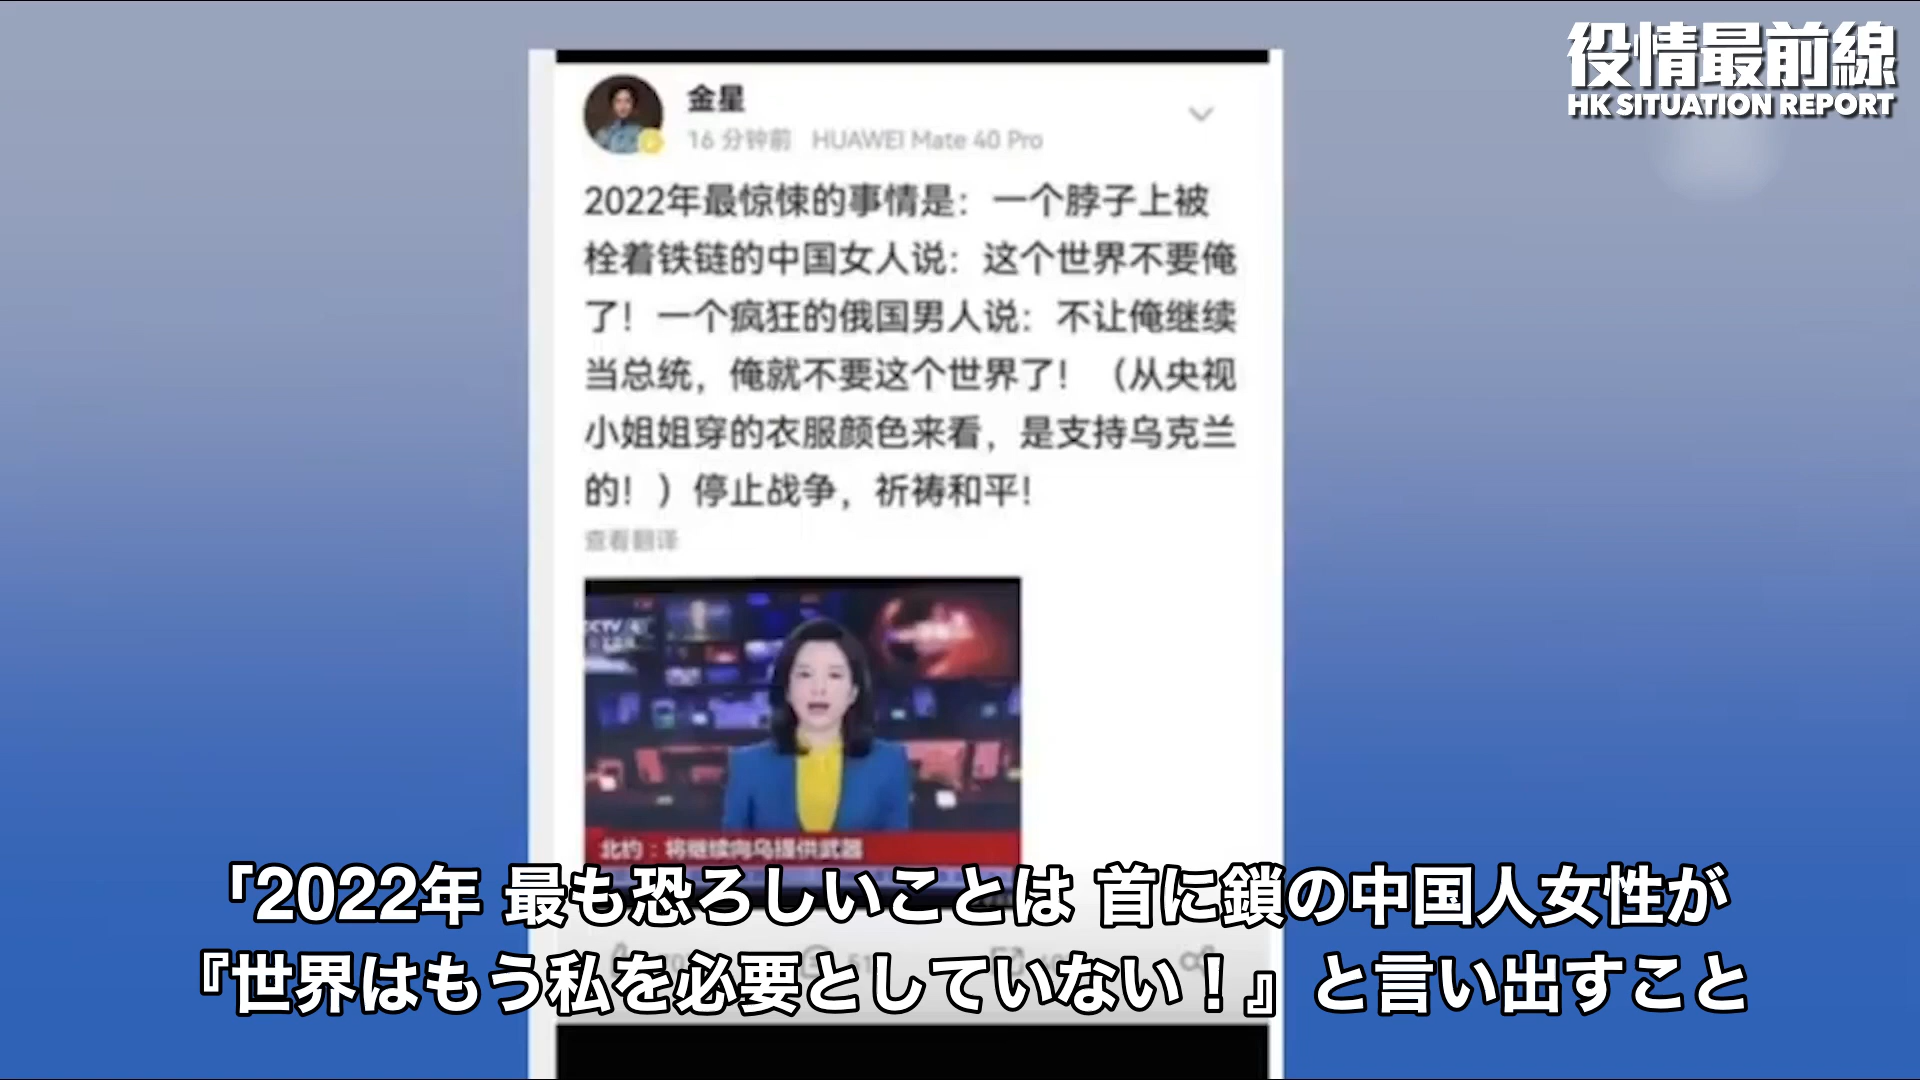 役情最前線
HK SITUATION REPORT
金星
16 分钟前 HUAWEI Mate 40 Pro
2022年最惊悚的事情是：一个脖子上被
栓着铁链的中国女人说：这个世界不要俺
了！一个疯狂的俄国男人说：不让俺继续
当总统，俺就不要这个世界了！（从央视
小姐姐穿的衣服颜色来看，是支持乌克兰
的！）停止战争，祈祷和平！
查看翻译
CCTV 4
北约：将继续向乌提供武器
「2022年 最も恐ろしいことは 首に鎖の中国人女性が
『世界はもう私を必要としていない！』と言い出すこと